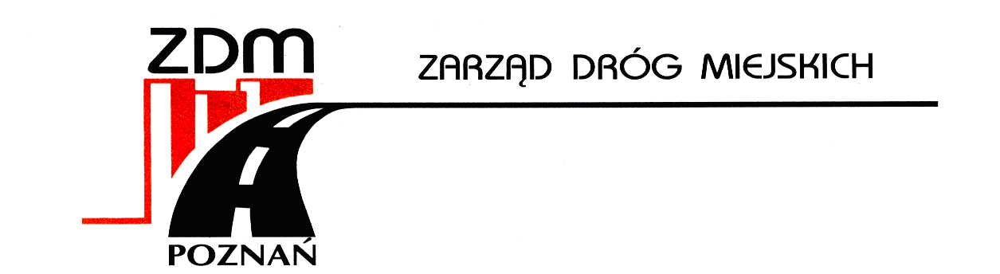 ZDM
ZARZĄD DRÓG MIEJSKICH
POZNAŃ